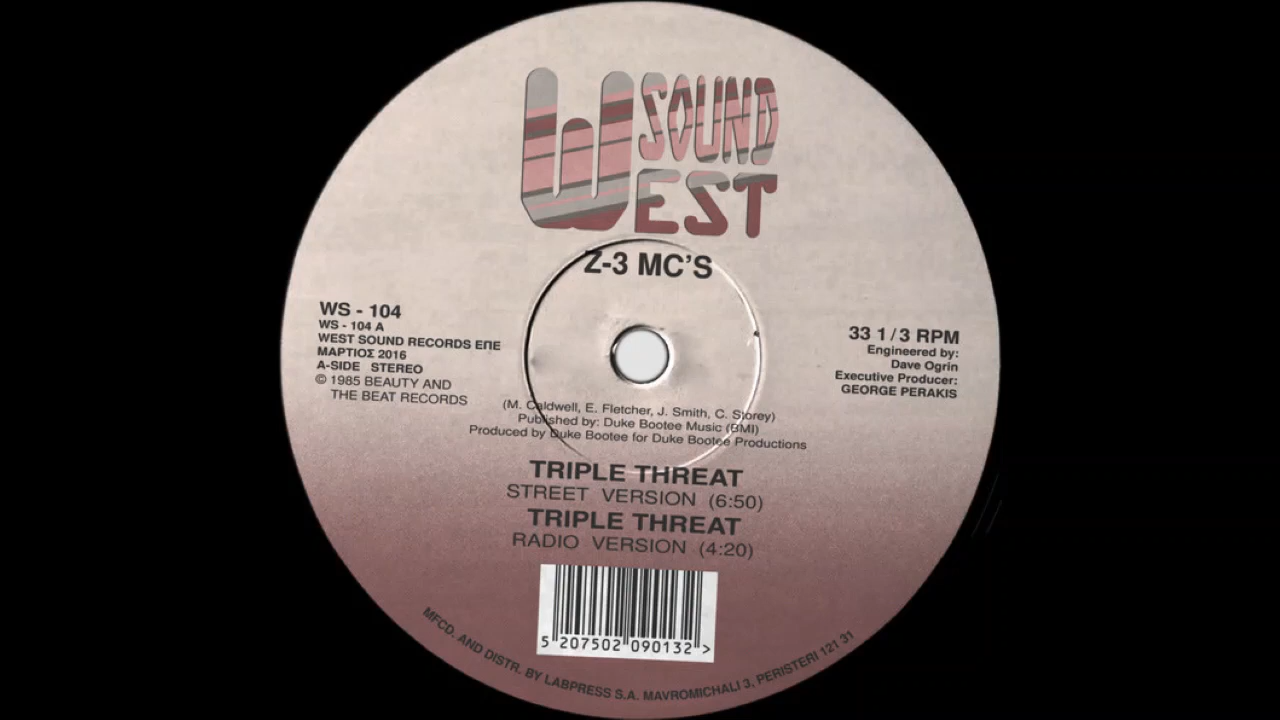 W SOUND
WEST
Z-3 MC'S
WS - 104
WS - 104 A
WEST SOUND RECORDS ΕΠΕ
ΜΑΡΤΙΟΣ 2016
A-SIDE STEREO
© 1985 BEAUTY AND
THE BEAT RECORDS
33 1/3 RPM
Engineered by:
Dave Ogrin
Executive Producer:
GEORGE PERAKIS
(M. Caldwell, E. Fletcher, J. Smith, C. Storey)
Published by: Duke Bootee Music (BMI)
Produced by Duke Bootee for Duke Bootee Productions
TRIPLE THREAT
STREET VERSION (6:50)
TRIPLE THREAT
RADIO VERSION (4:20)
5 207502 090132 >
MFCD. AND DISTR. BY LABPRESS S.A. MAVROMICHALI 3, PERISTERI 121 31